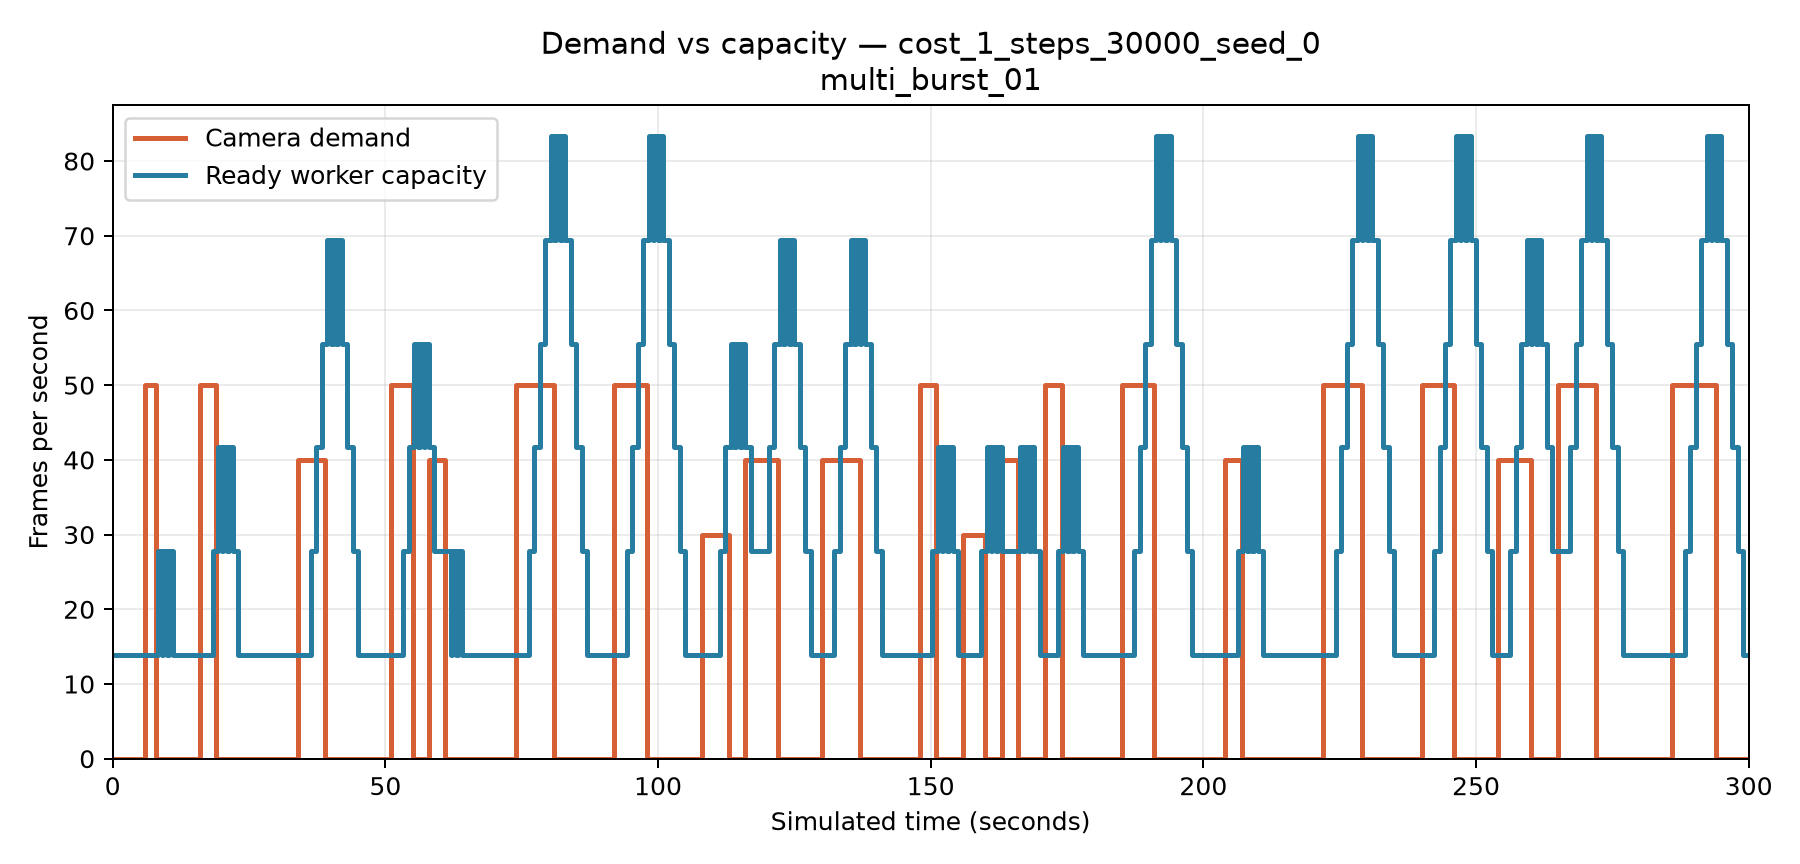 Demand vs capacity — cost_1_steps_30000_seed_0
multi_burst_01
Camera demand
Ready worker capacity
Frames per second
80
70
60
50
40
30
20
10
0
0
50
100
150
200
250
300
Simulated time (seconds)